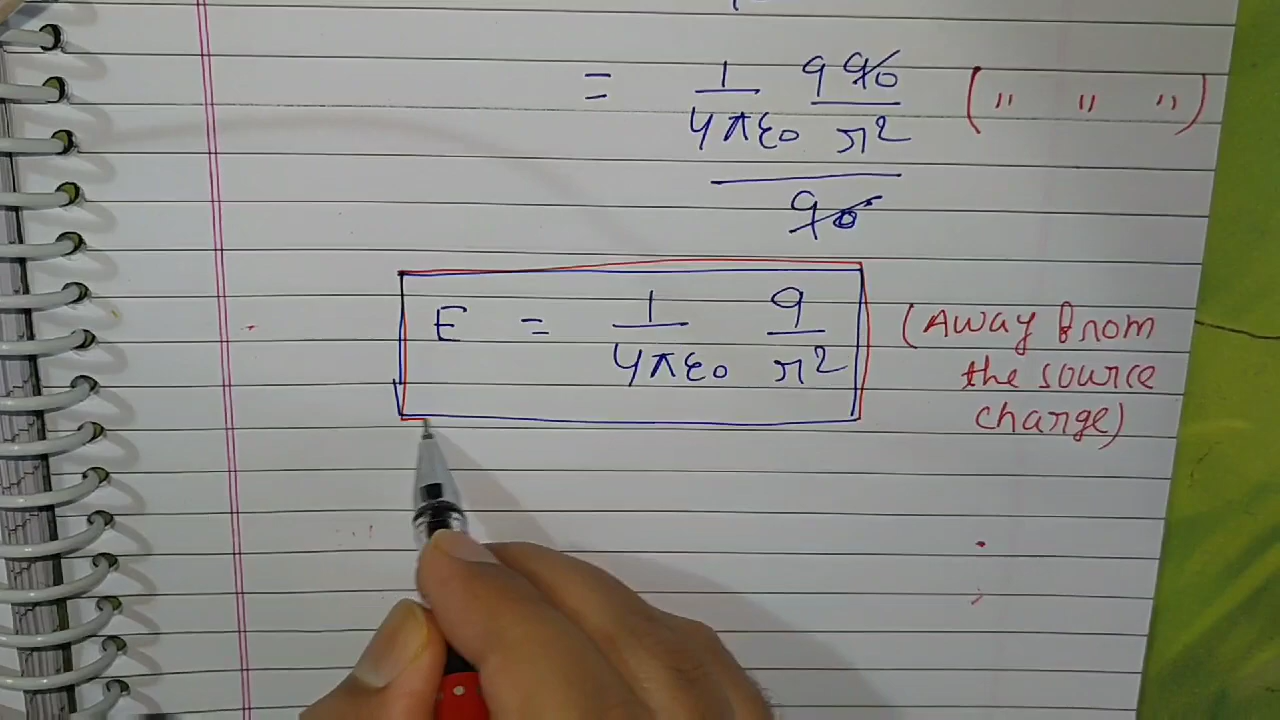 = 1/4πε0 qq0/r² ( " " " )
q0
E = 1/4πε0 q/r² (Away from
the source
charge)